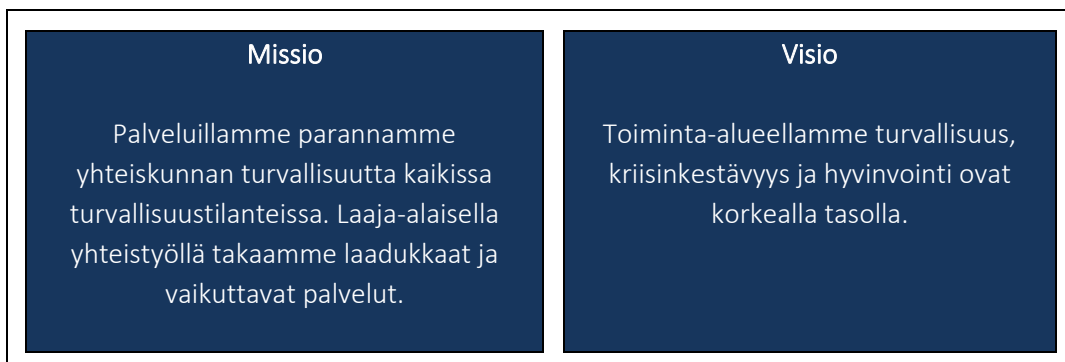 Missio
Palveluillamme parannamme
yhteiskunnan turvallisuutta kaikissa
turvallisuustilanteissa. Laaja-alaisella
yhteistyöllä takaamme laadukkaat ja
vaikuttavat palvelut.
Visio
Toiminta-alueellamme turvallisuus,
kriisinkestävyys ja hyvinvointi ovat
korkealla tasolla.